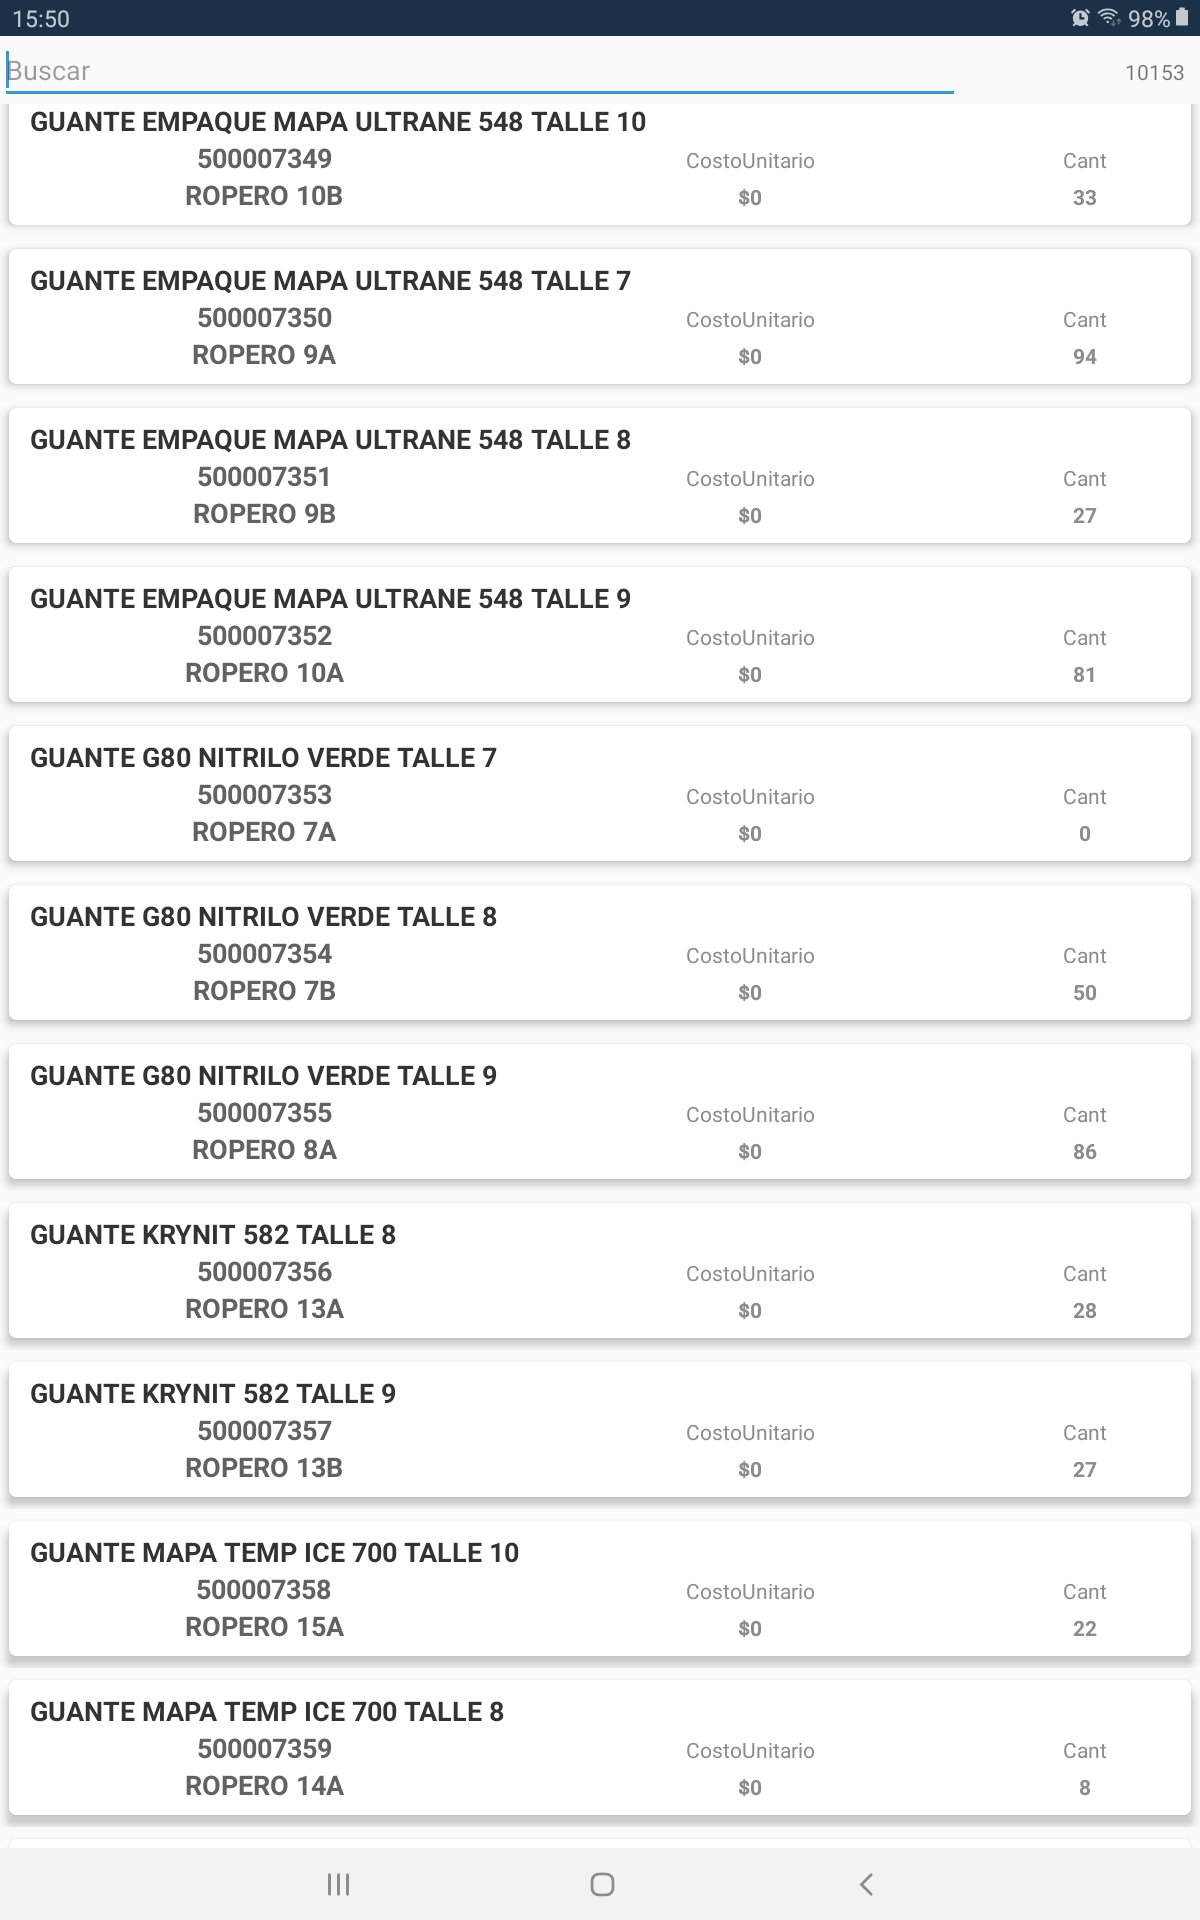 15:50 98%
Buscar 10153
GUANTE EMPAQUE MAPA ULTRANE 548 TALLE 10
500007349 CostoUnitario Cant
ROPERO 10B $0 33
GUANTE EMPAQUE MAPA ULTRANE 548 TALLE 7
500007350 CostoUnitario Cant
ROPERO 9A $0 94
GUANTE EMPAQUE MAPA ULTRANE 548 TALLE 8
500007351 CostoUnitario Cant
ROPERO 9B $0 27
GUANTE EMPAQUE MAPA ULTRANE 548 TALLE 9
500007352 CostoUnitario Cant
ROPERO 10A $0 81
GUANTE G80 NITRILO VERDE TALLE 7
500007353 CostoUnitario Cant
ROPERO 7A $0 0
GUANTE G80 NITRILO VERDE TALLE 8
500007354 CostoUnitario Cant
ROPERO 7B $0 50
GUANTE G80 NITRILO VERDE TALLE 9
500007355 CostoUnitario Cant
ROPERO 8A $0 86
GUANTE KRYNIT 582 TALLE 8
500007356 CostoUnitario Cant
ROPERO 13A $0 28
GUANTE KRYNIT 582 TALLE 9
500007357 CostoUnitario Cant
ROPERO 13B $0 27
GUANTE MAPA TEMP ICE 700 TALLE 10
500007358 CostoUnitario Cant
ROPERO 15A $0 22
GUANTE MAPA TEMP ICE 700 TALLE 8
500007359 CostoUnitario Cant
ROPERO 14A $0 8